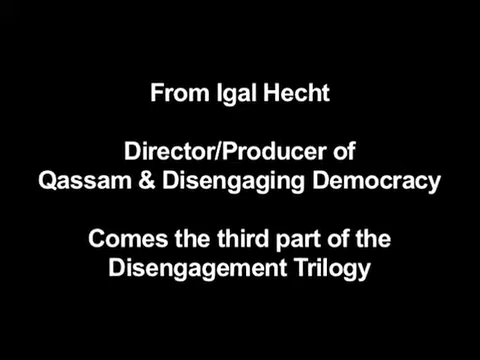 From Igal Hecht
Director/Producer of
Qassam & Disengaging Democracy
Comes the third part of the
Disengagement Trilogy